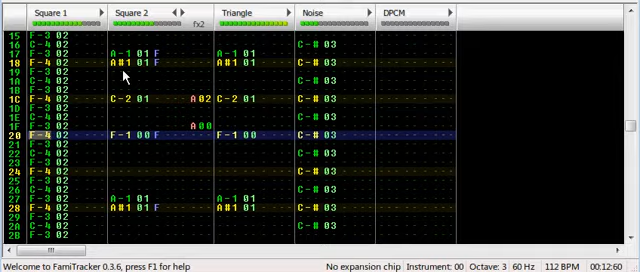 Square 1 Square 2 Triangle Noise DPCM
fx2
15 F-3 02
16 C-4 02 C-# 03
17 F-3 02 A-1 01 F A-1 01
18 F-4 02 A#1 01 F A#1 01 C-# 03
19 F-3 02
1A C-4 02 C-# 03
1B F-3 02
1C F-4 02 C-2 01 A02 C-2 01 C-# 03
1D F-3 02
1E C-4 02 C-# 03
1F F-3 02 A00
20 F-4 02 F-1 00 F F-1 00 C-# 03
21 F-3 02
22 C-4 02 C-# 03
23 F-3 02
24 F-4 02 C-# 03
25 F-3 02
26 C-4 02 C-# 03
27 F-3 02 A-1 01 A-1 01
28 F-4 02 A#1 01 F A#1 01 C-# 03
29 F-3 02
2A C-4 02 C-# 03
2B F-3 02
Welcome to FamiTracker 0.3.6, press F1 for help No expansion chip Instrument: 00 Octave: 3 60 Hz 112 BPM 00:12:60